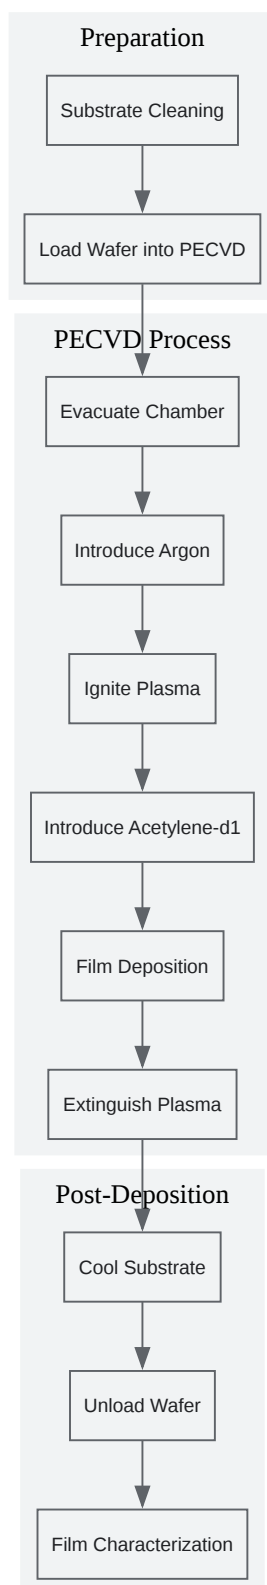 Preparation
Substrate Cleaning
Load Wafer into PECVD
PECVD Process
Evacuate Chamber
Introduce Argon
Ignite Plasma
Introduce Acetylene-d1
Film Deposition
Extinguish Plasma
Post-Deposition
Cool Substrate
Unload Wafer
Film Characterization